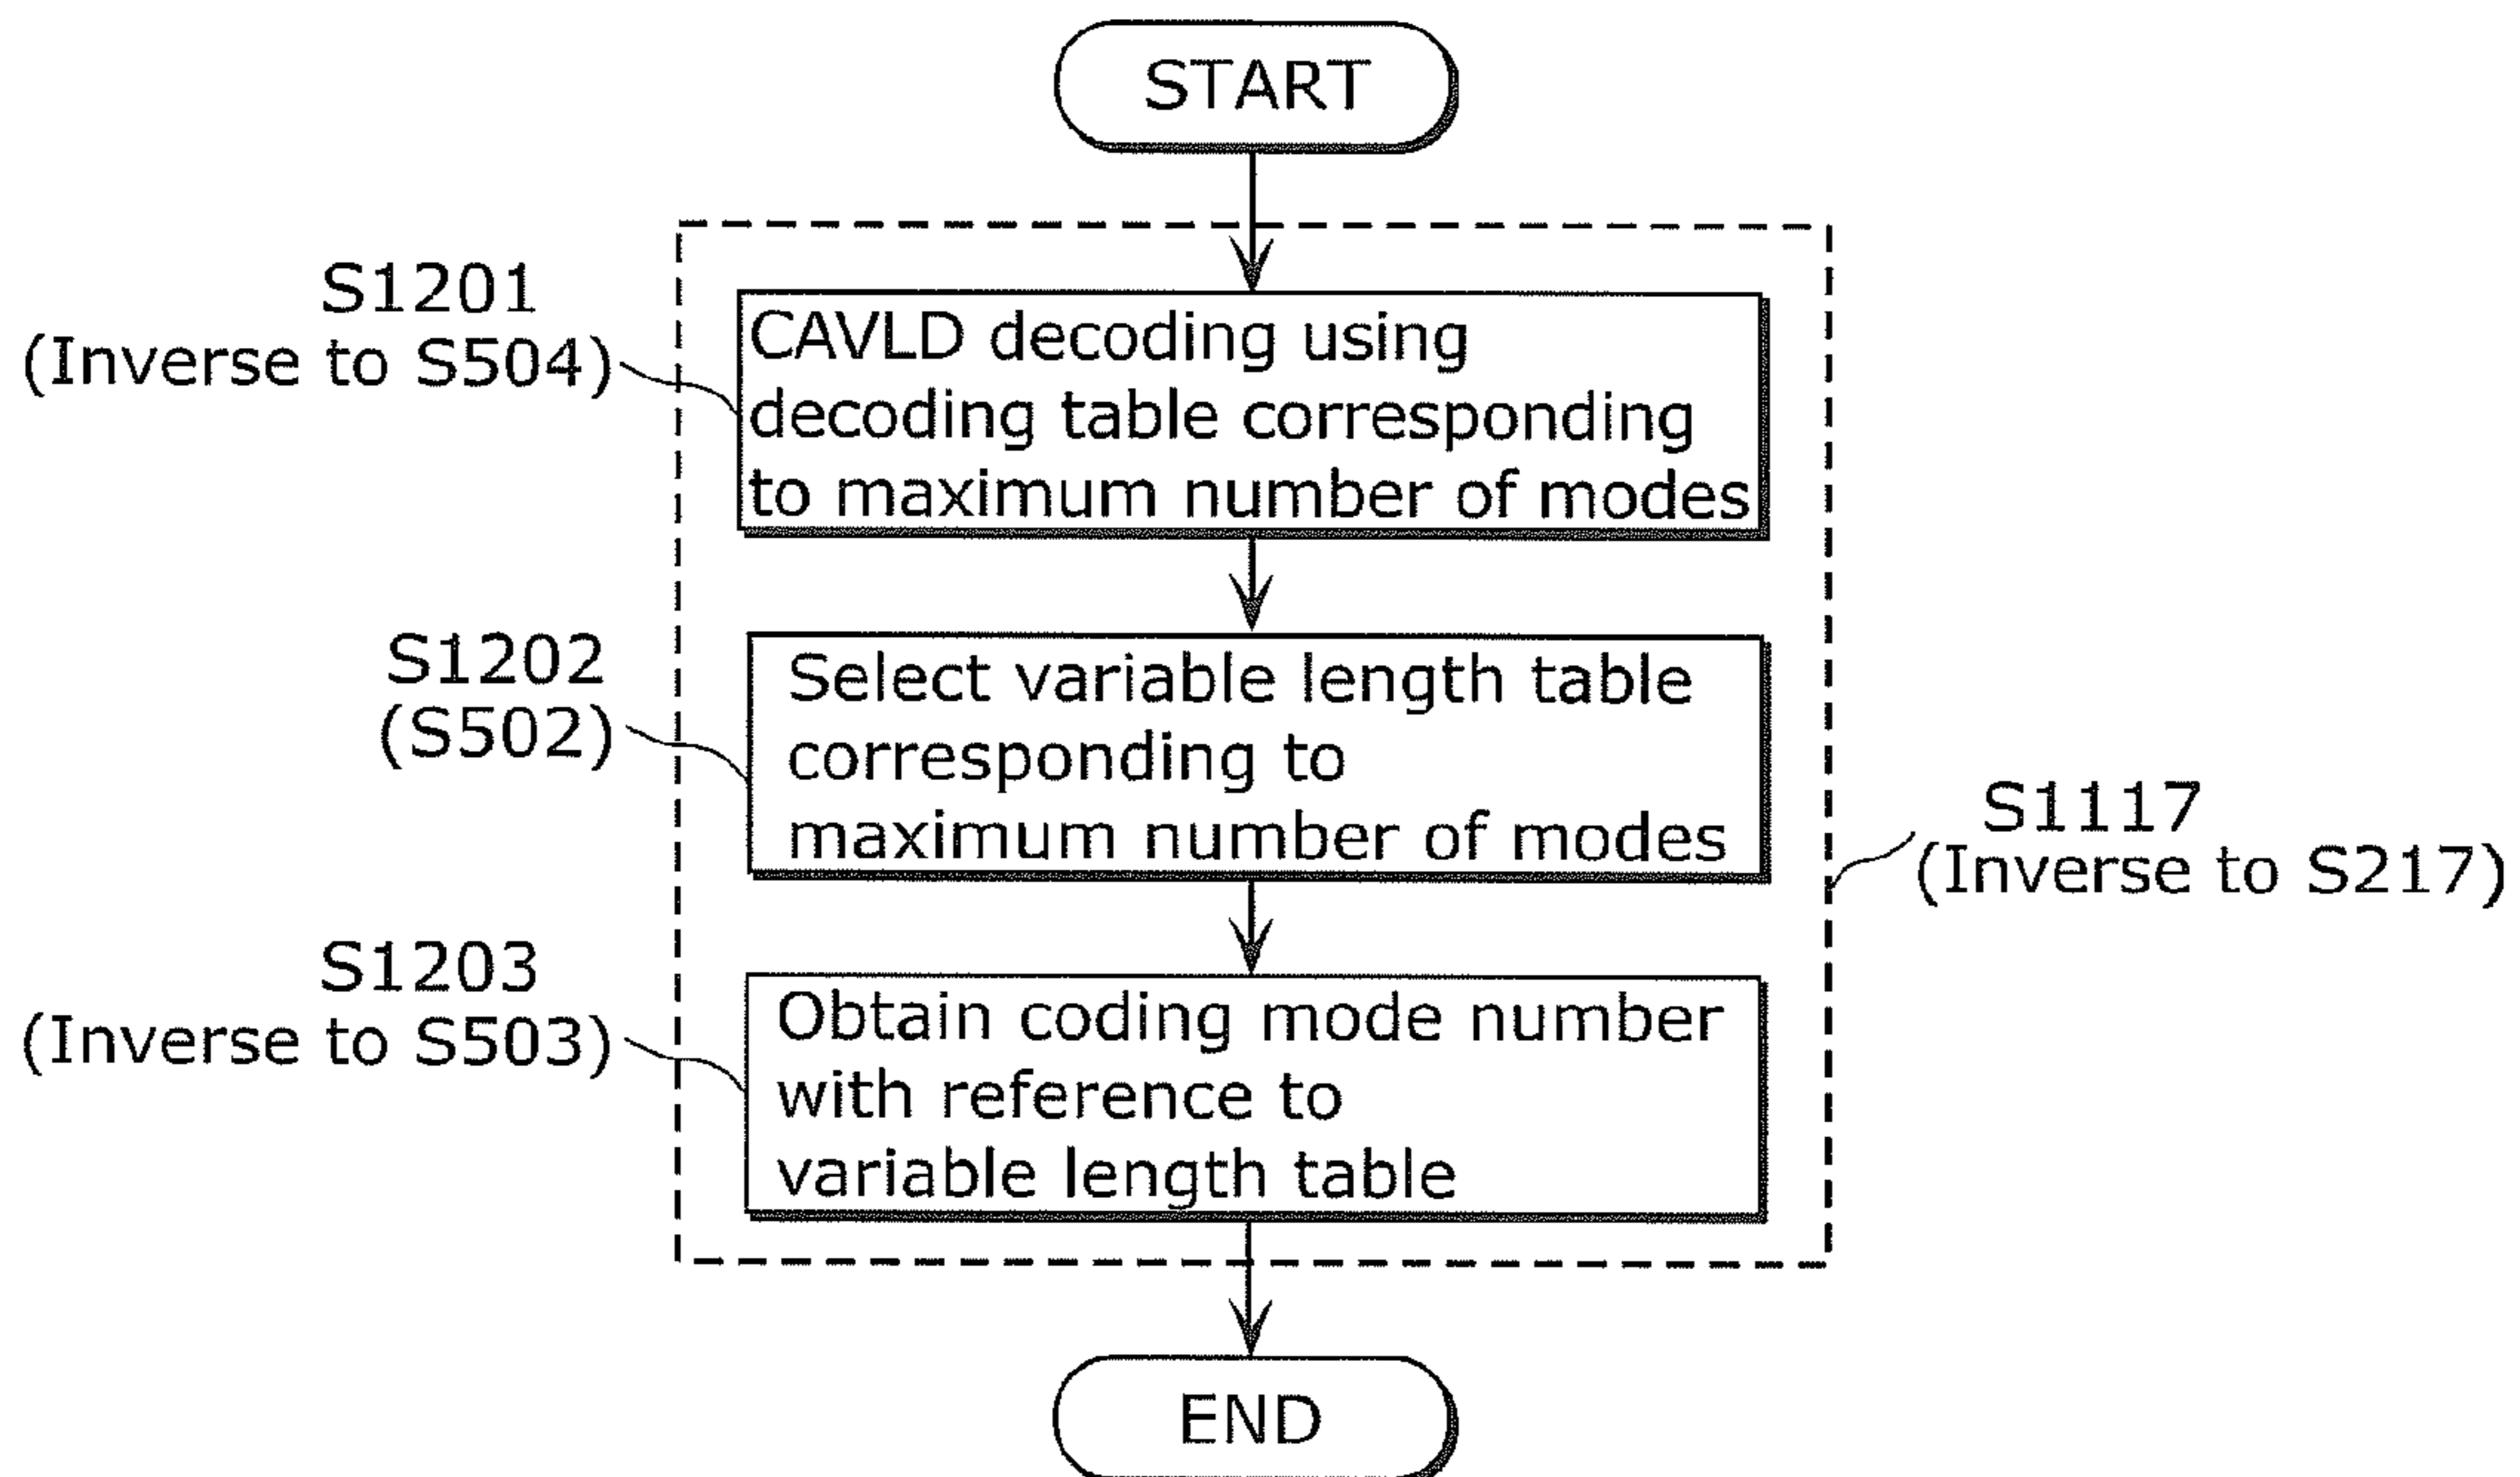 START
S1201
(Inverse to S504)
CAVLD decoding using
decoding table corresponding
to maximum number of modes
S1202
(S502)
Select variable length table
corresponding to
maximum number of modes
S1117
(Inverse to S217)
S1203
(Inverse to S503)
Obtain coding mode number
with reference to
variable length table
END